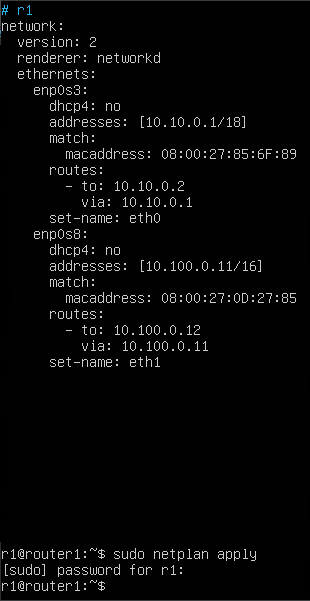 # r1
network:
  version: 2
  renderer: networkd
  ethernets:
    enp0s3:
      dhcp4: no
      addresses: [10.10.0.1/18]
      match:
        macaddress: 08:00:27:85:6F:89
      routes:
        - to: 10.10.0.2
          via: 10.10.0.1
      set-name: eth0
    enp0s8:
      dhcp4: no
      addresses: [10.100.0.11/16]
      match:
        macaddress: 08:00:27:0D:27:85
      routes:
        - to: 10.100.0.12
          via: 10.100.0.11
      set-name: eth1
r1@router1:~$ sudo netplan apply
[sudo] password for r1:
r1@router1:~$